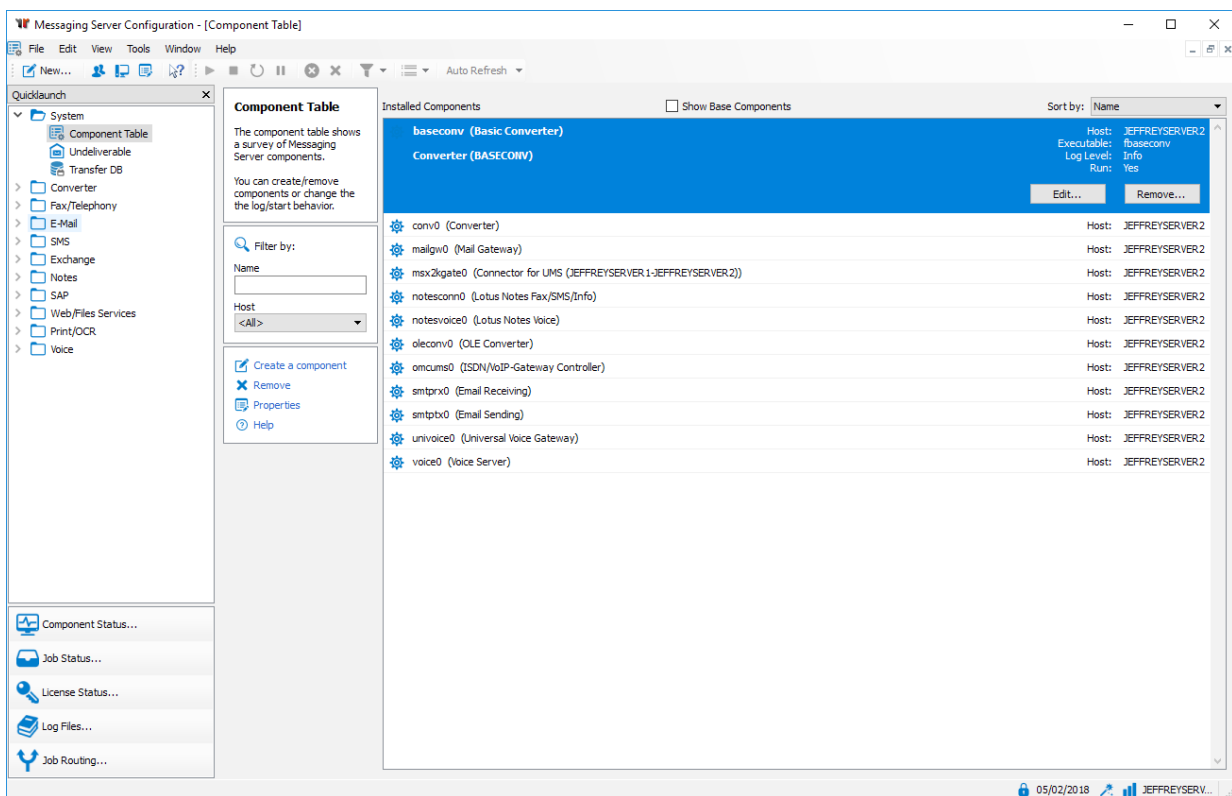 Messaging Server Configuration - [Component Table]
File Edit View Tools Window Help
New... Auto Refresh
Quicklaunch
System
Component Table
Undeliverable
Transfer DB
Converter
Fax/Telephony
E-Mail
SMS
Exchange
Notes
SAP
Web/Files Services
Print/OCR
Voice
Component Status...
Job Status...
License Status...
Log Files...
Job Routing...
Component Table
The component table shows
a survey of Messaging
Server components.
You can create/remove
components or change the
the log/start behavior.
Filter by:
Name
Host
<All>
Create a component
Remove
Properties
Help
Installed Components Show Base Components Sort by: Name
baseconv (Basic Converter) Host: JEFFREYSERVER2
Executable: fbaseconv
Converter (BASECONV) Log Level: Info
Run: Yes
Edit... Remove...
conv0 (Converter) Host: JEFFREYSERVER2
mailgw0 (Mail Gateway) Host: JEFFREYSERVER2
msx2kgate0 (Connector for UMS (JEFFREYSERVER1-JEFFREYSERVER2)) Host: JEFFREYSERVER2
notesconn0 (Lotus Notes Fax/SMS/Info) Host: JEFFREYSERVER2
notesvoice0 (Lotus Notes Voice) Host: JEFFREYSERVER2
oleconv0 (OLE Converter) Host: JEFFREYSERVER2
omcums0 (ISDN/VoIP-Gateway Controller) Host: JEFFREYSERVER2
smtprx0 (Email Receiving) Host: JEFFREYSERVER2
smtptx0 (Email Sending) Host: JEFFREYSERVER2
univoice0 (Universal Voice Gateway) Host: JEFFREYSERVER2
voice0 (Voice Server) Host: JEFFREYSERVER2
05/02/2018 JEFFREYSERV...